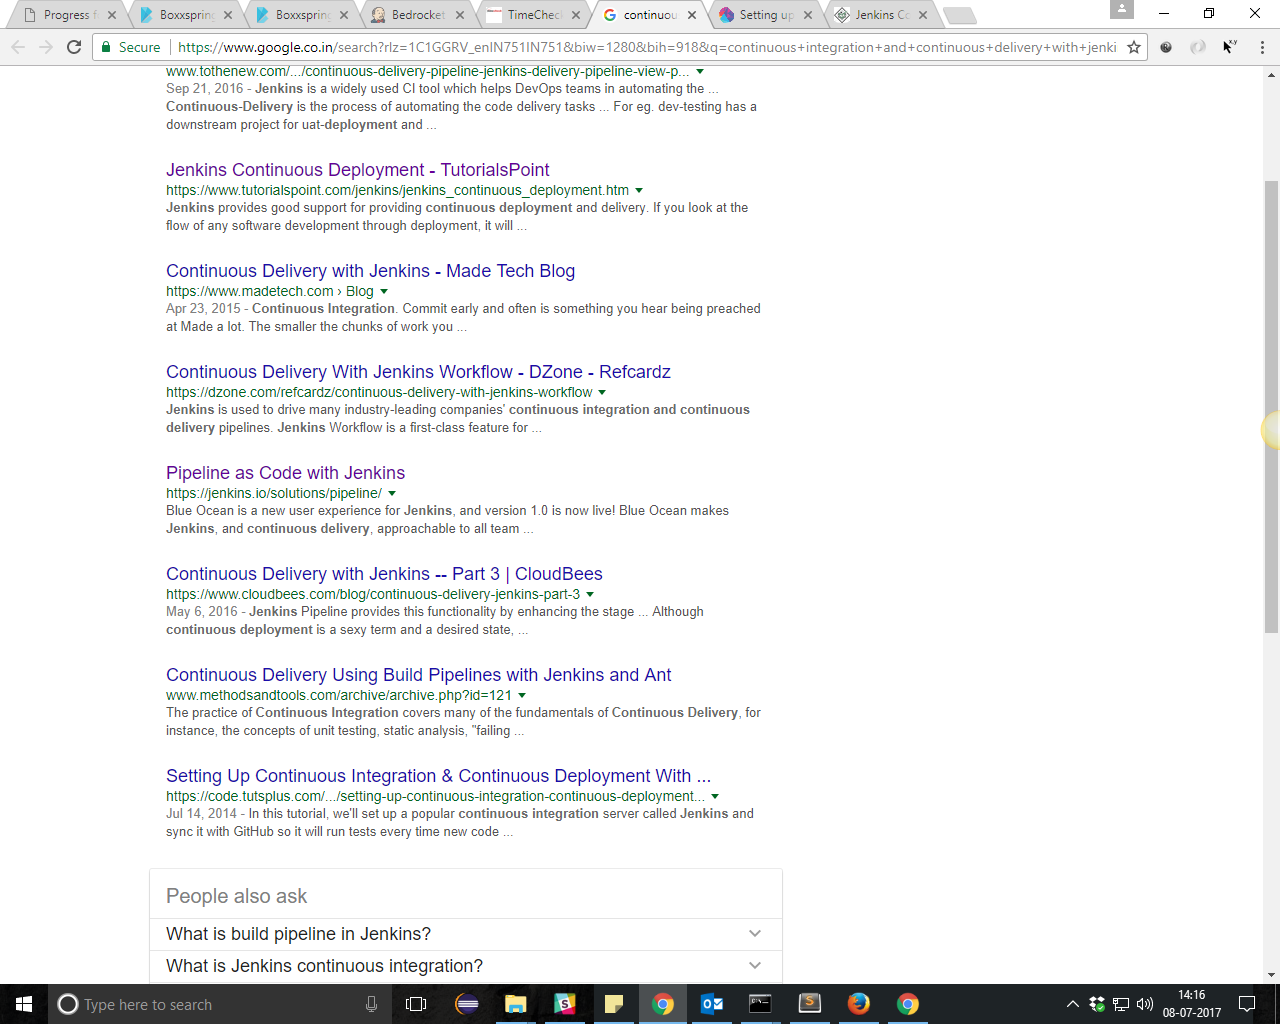 Progress f
Boxxspring
Boxxspring
Bedrocket
TimeChec
continuou
Setting up
Jenkins Co
Secure
https://www.google.co.in/search?rlz=1C1GGRV_enIN751IN751&biw=1280&bih=918&q=continuous+integration+and+continuous+delivery+with+jenki
www.tothenew.com/.../continuous-delivery-pipeline-jenkins-delivery-pipeline-view-p...
Sep 21, 2016 - Jenkins is a widely used CI tool which helps DevOps teams in automating the ...
Continuous-Delivery is the process of automating the code delivery tasks ... For eg. dev-testing has a
downstream project for uat-deployment and ...
Jenkins Continuous Deployment - TutorialsPoint
https://www.tutorialspoint.com/jenkins/jenkins_continuous_deployment.htm
Jenkins provides good support for providing continuous deployment and delivery. If you look at the
flow of any software development through deployment, it will ...
Continuous Delivery with Jenkins - Made Tech Blog
https://www.madetech.com › Blog
Apr 23, 2015 - Continuous Integration. Commit early and often is something you hear being preached
at Made a lot. The smaller the chunks of work you ...
Continuous Delivery With Jenkins Workflow - DZone - Refcardz
https://dzone.com/refcardz/continuous-delivery-with-jenkins-workflow
Jenkins is used to drive many industry-leading companies' continuous integration and continuous
delivery pipelines. Jenkins Workflow is a first-class feature for ...
Pipeline as Code with Jenkins
https://jenkins.io/solutions/pipeline/
Blue Ocean is a new user experience for Jenkins, and version 1.0 is now live! Blue Ocean makes
Jenkins, and continuous delivery, approachable to all team ...
Continuous Delivery with Jenkins -- Part 3 | CloudBees
https://www.cloudbees.com/blog/continuous-delivery-jenkins-part-3
May 6, 2016 - Jenkins Pipeline provides this functionality by enhancing the stage ... Although
continuous deployment is a sexy term and a desired state, ...
Continuous Delivery Using Build Pipelines with Jenkins and Ant
www.methodsandtools.com/archive/archive.php?id=121
The practice of Continuous Integration covers many of the fundamentals of Continuous Delivery, for
instance, the concepts of unit testing, static analysis, "failing ...
Setting Up Continuous Integration & Continuous Deployment With ...
https://code.tutsplus.com/.../setting-up-continuous-integration-continuous-deployment...
Jul 14, 2014 - In this tutorial, we'll set up a popular continuous integration server called Jenkins and
sync it with GitHub so it will run tests every time new code ...
People also ask
What is build pipeline in Jenkins?
What is Jenkins continuous integration?
Type here to search
14:16
08-07-2017